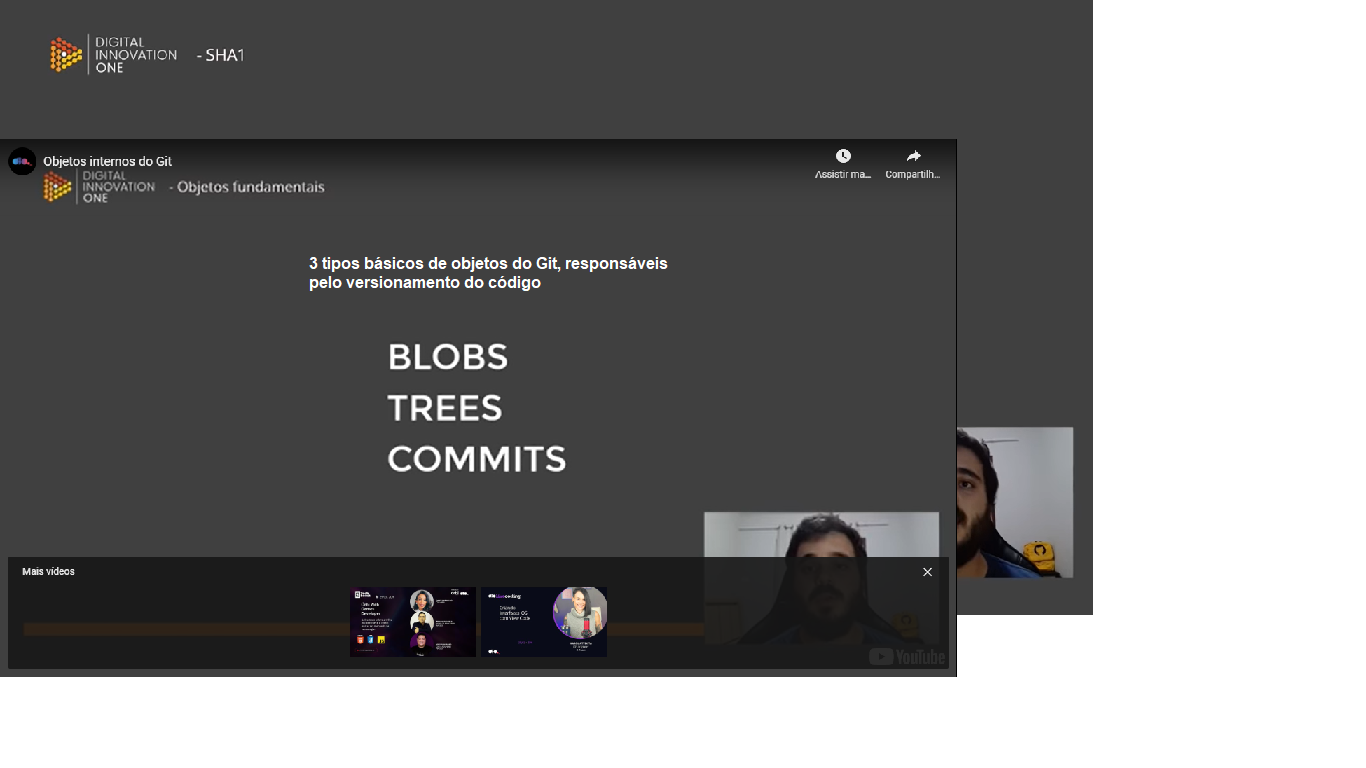 DIGITAL
INNOVATION
ONE
- SHA1
Objetos internos do Git
Assistir ma...
Compartilh...
DIGITAL
INNOVATION
ONE
- Objetos fundamentais
3 tipos básicos de objetos do Git, responsáveis
pelo versionamento do código
BLOBS
TREES
COMMITS
Mais vídeos
YouTube